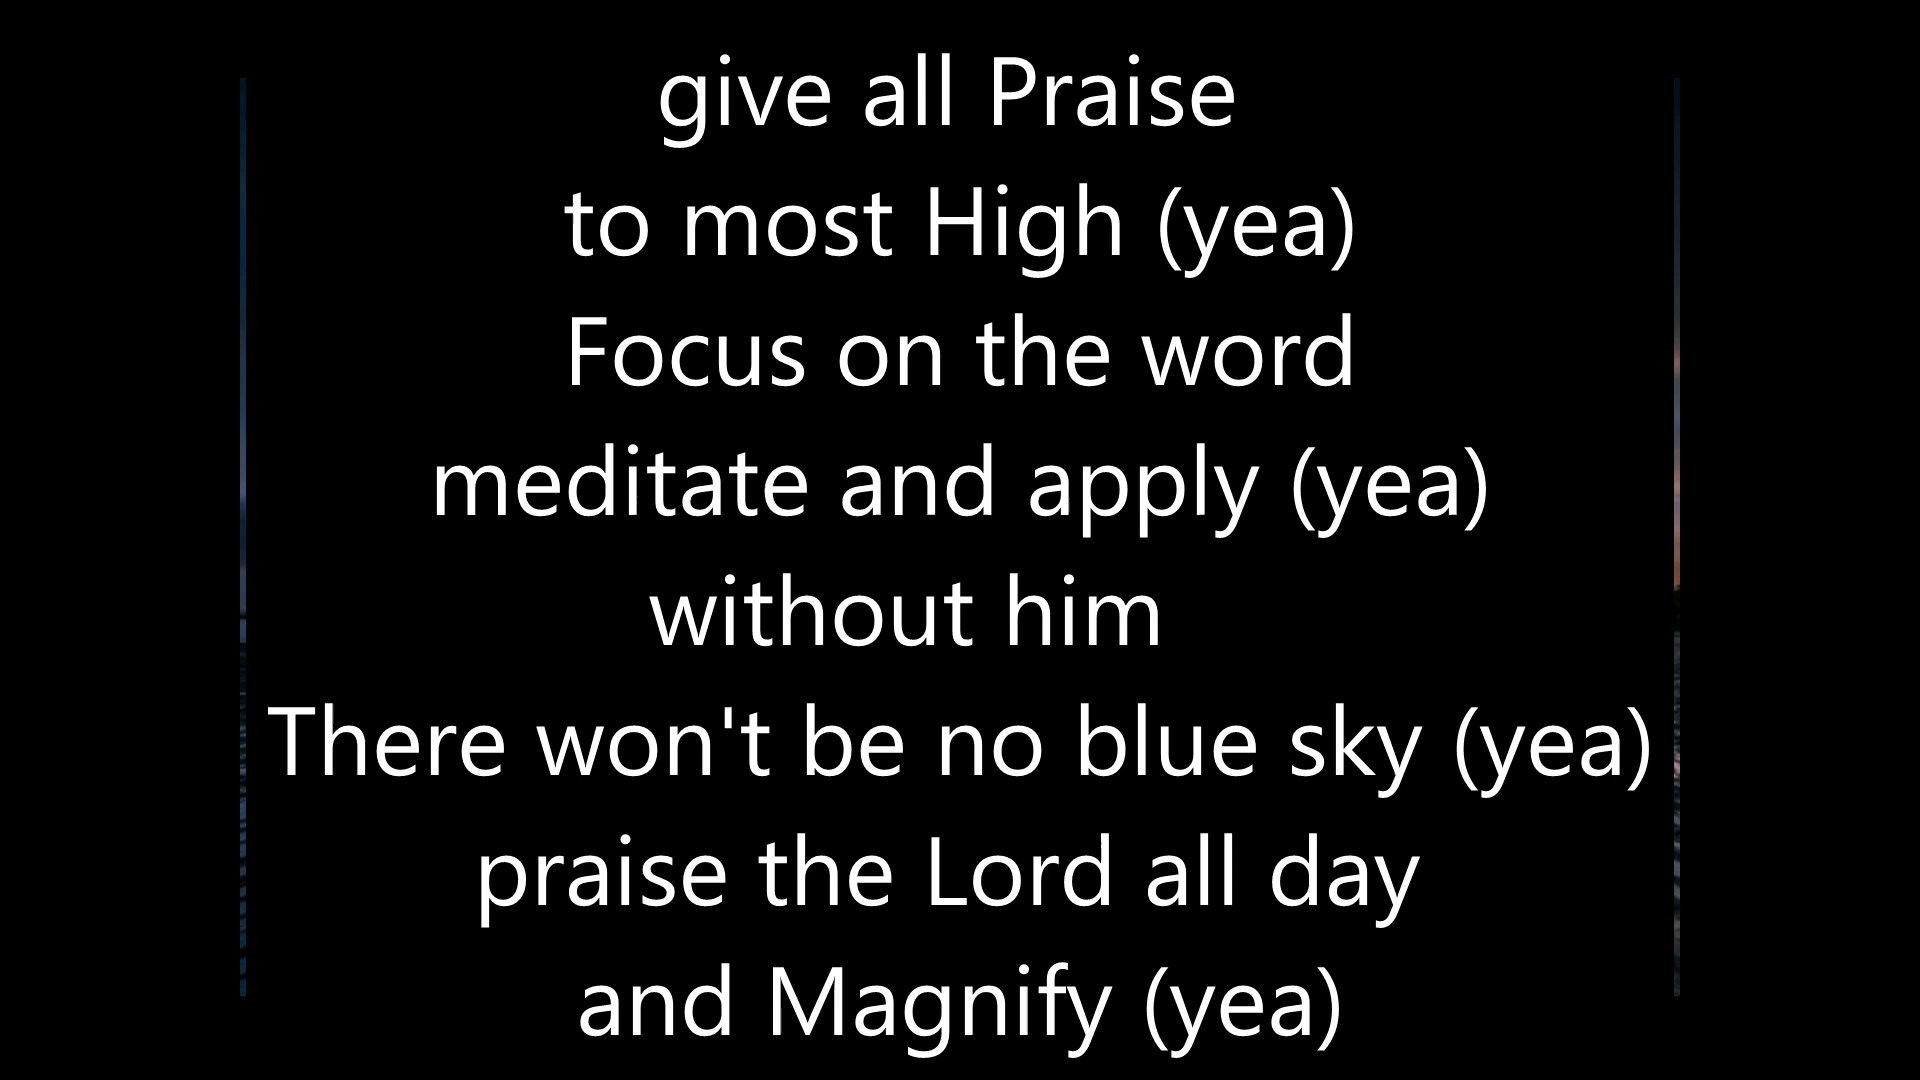 give all Praise
to most High (yea)
Focus on the word
meditate and apply (yea)
without him
There won't be no blue sky (yea)
praise the Lord all day
and Magnify (yea)